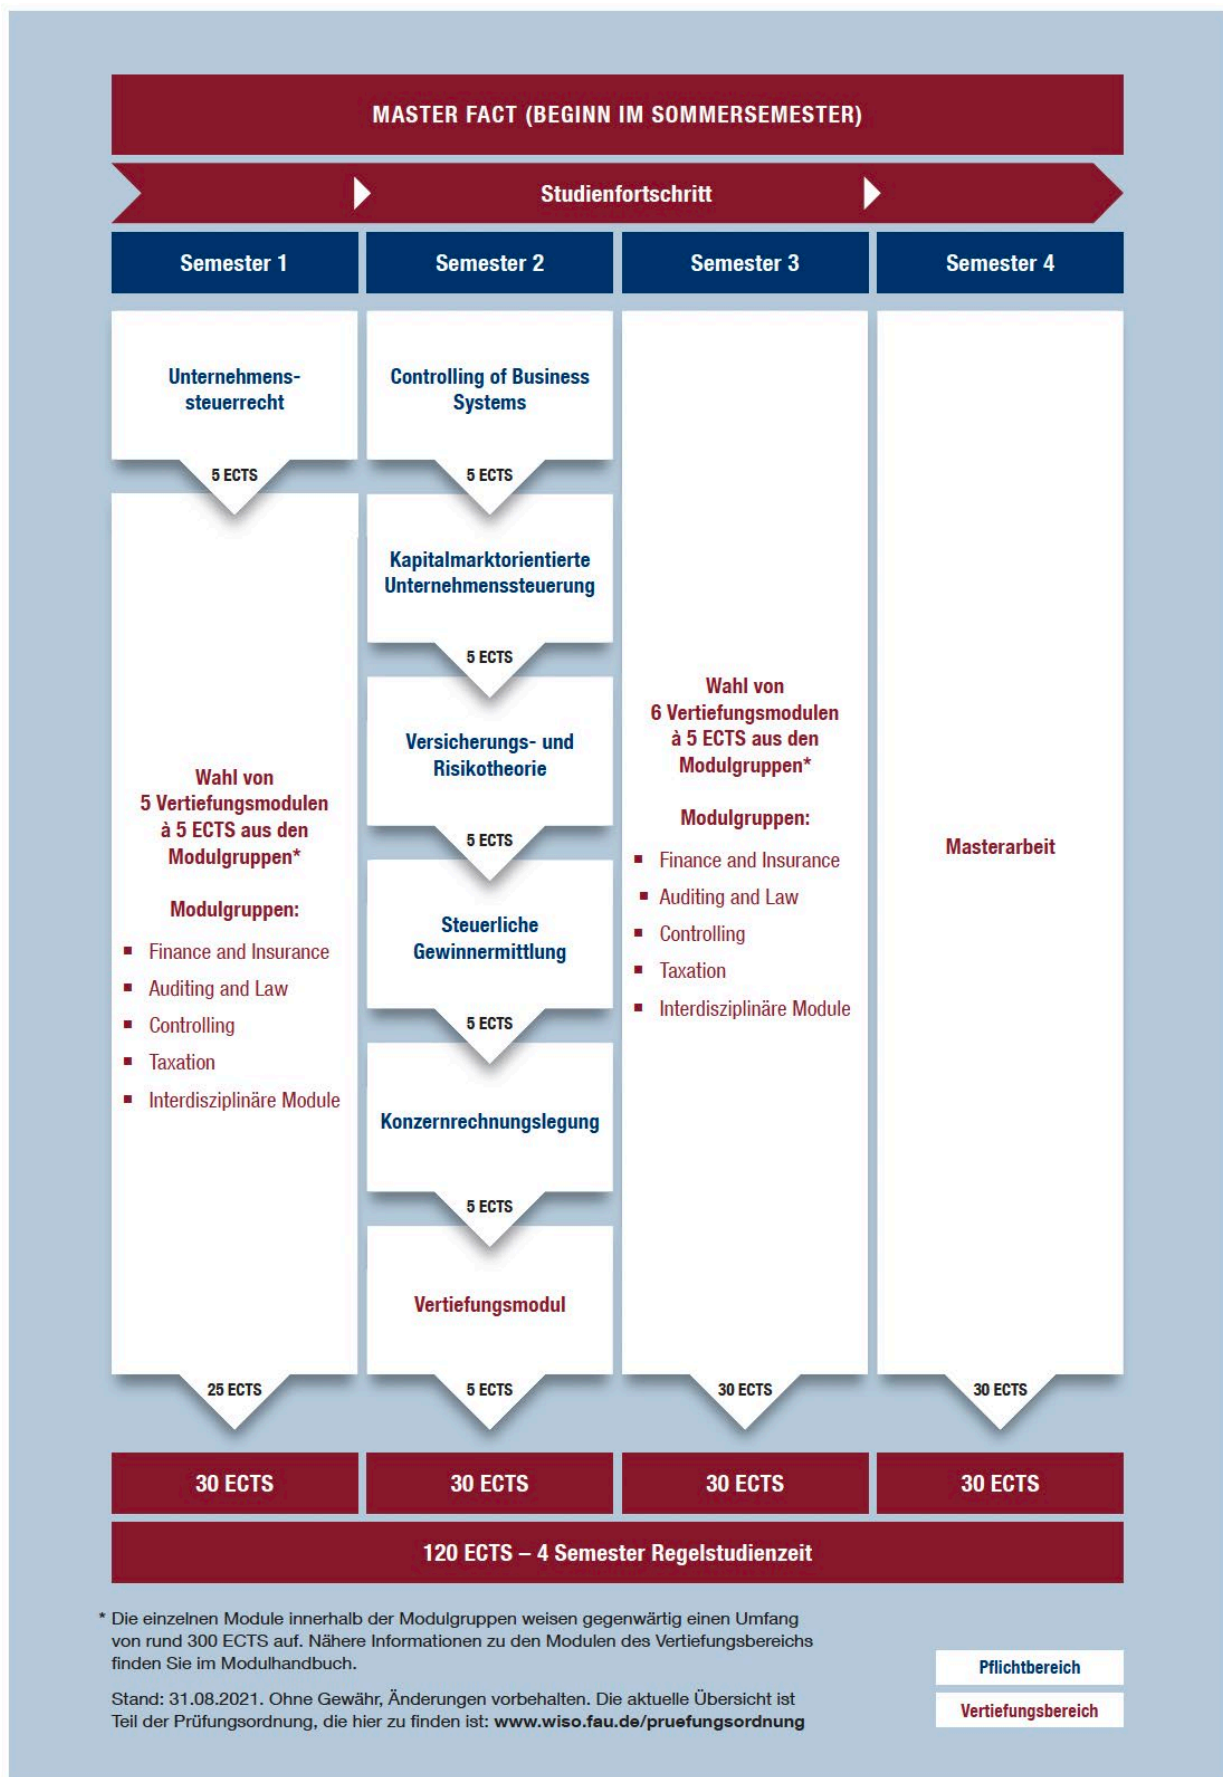 MASTER FACT (BEGINN IM SOMMERSEMESTER)
Studienfortschritt
Semester 1
Semester 2
Semester 3
Semester 4
Unternehmens-
steuerrecht
5 ECTS
Wahl von
5 Vertiefungsmodulen
à 5 ECTS aus den
Modulgruppen*
Modulgruppen:
▪ Finance and Insurance
▪ Auditing and Law
▪ Controlling
▪ Taxation
▪ Interdisziplinäre Module
25 ECTS
Controlling of Business
Systems
5 ECTS
Kapitalmarktorientierte
Unternehmenssteuerung
5 ECTS
Versicherungs- und
Risikotheorie
5 ECTS
Steuerliche
Gewinnermittlung
5 ECTS
Konzernrechnungslegung
5 ECTS
Vertiefungsmodul
5 ECTS
Wahl von
6 Vertiefungsmodulen
à 5 ECTS aus den
Modulgruppen*
Modulgruppen:
▪ Finance and Insurance
▪ Auditing and Law
▪ Controlling
▪ Taxation
▪ Interdisziplinäre Module
30 ECTS
Masterarbeit
30 ECTS
30 ECTS
30 ECTS
30 ECTS
30 ECTS
120 ECTS – 4 Semester Regelstudienzeit
* Die einzelnen Module innerhalb der Modulgruppen weisen gegenwärtig einen Umfang
von rund 300 ECTS auf. Nähere Informationen zu den Modulen des Vertiefungsbereichs
finden Sie im Modulhandbuch.
Stand: 31.08.2021. Ohne Gewähr, Änderungen vorbehalten. Die aktuelle Übersicht ist
Teil der Prüfungsordnung, die hier zu finden ist: www.wiso.fau.de/pruefungsordnung
Pflichtbereich
Vertiefungsbereich